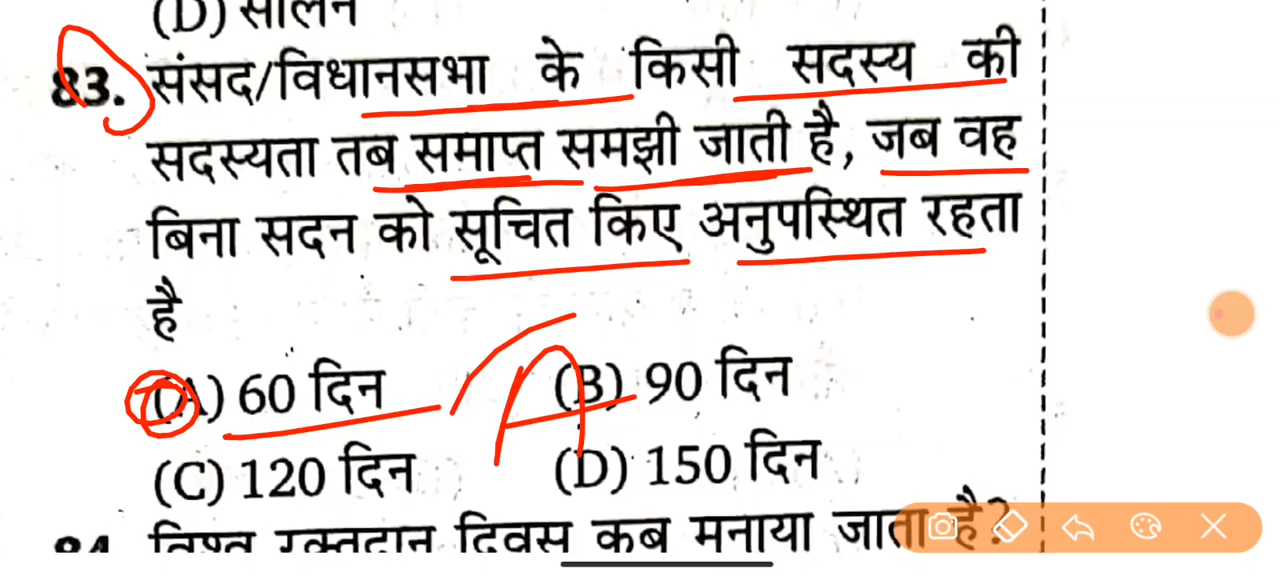 (D) सालन
83. संसद/विधानसभा के किसी सदस्य की
सदस्यता तब समाप्त समझी जाती है, जब वह
बिना सदन को सूचित किए अनुपस्थित रहता
है
(A) 60 दिन (B) 90 दिन
A
(C) 120 दिन (D) 150 दिन
84. विश्व रक्तदान दिवस कब मनाया जाता है?